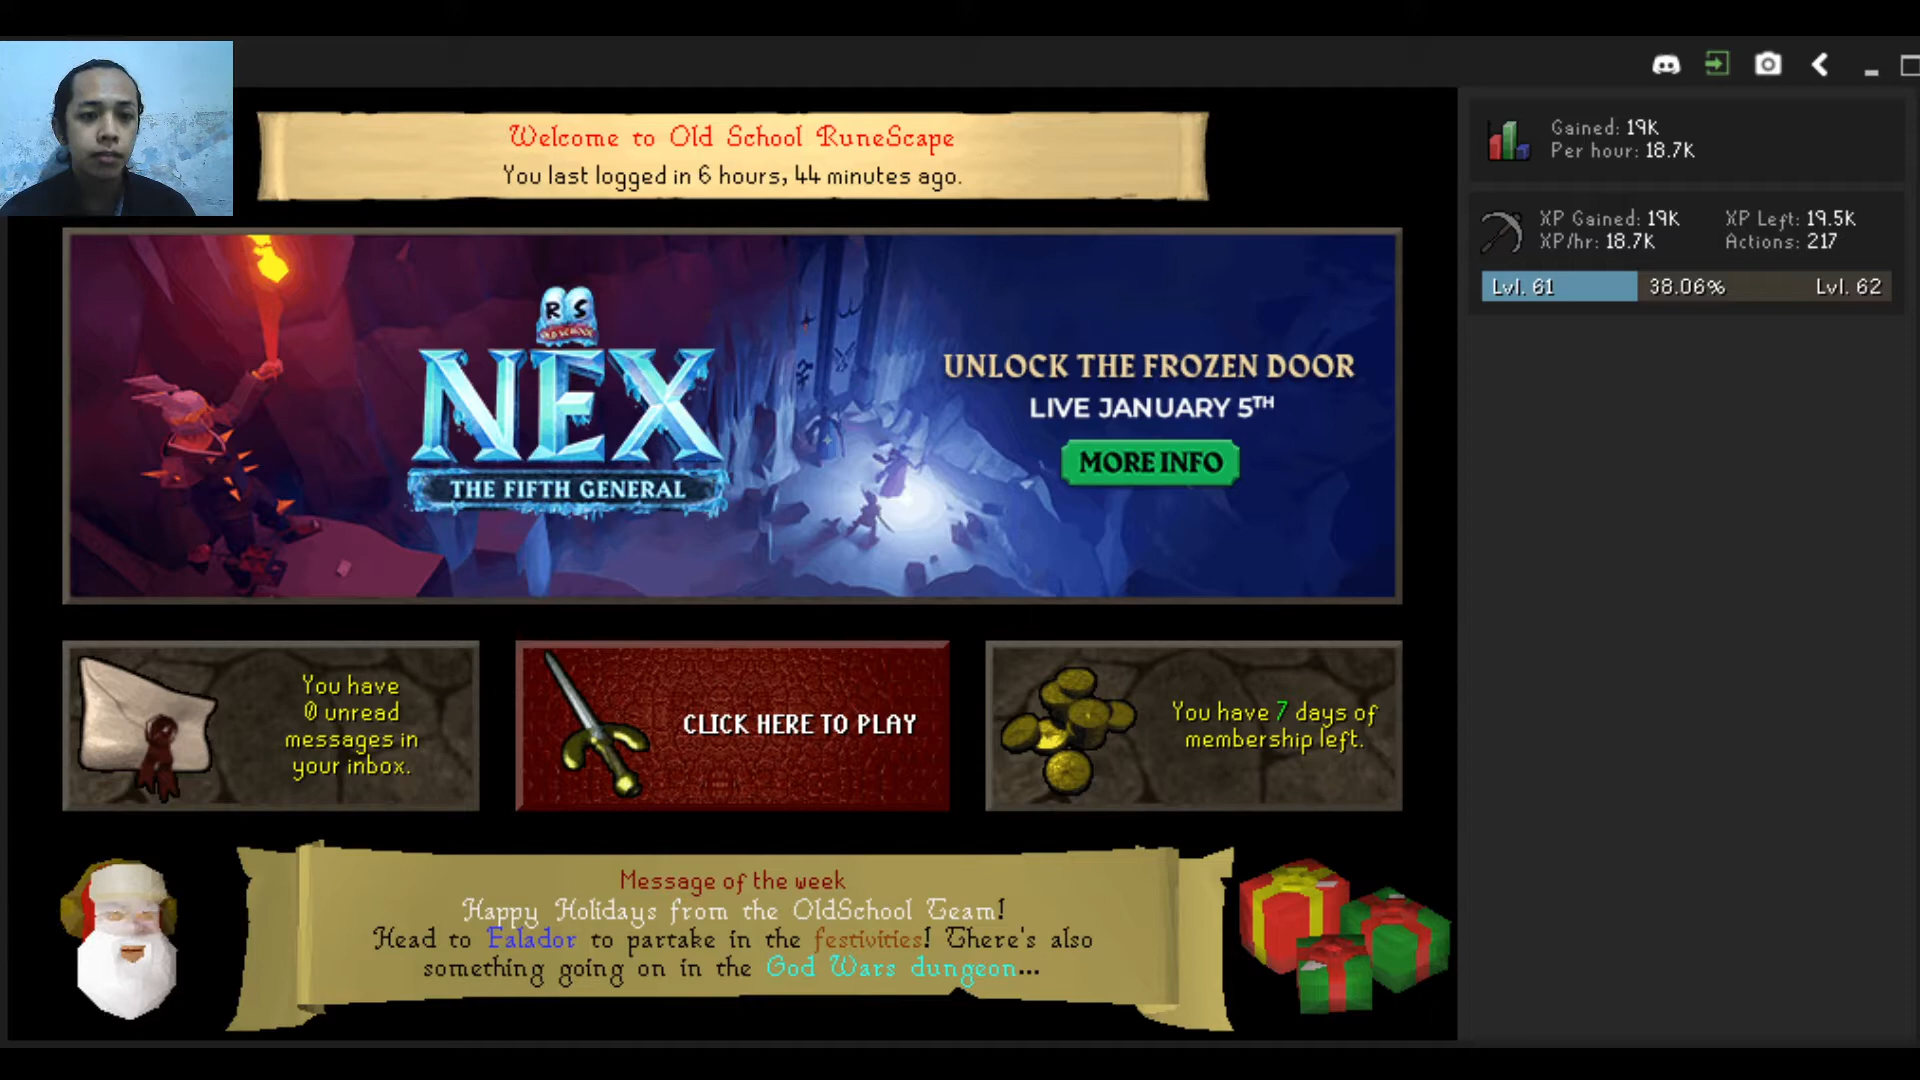 Welcome to Old School RuneScape
You last logged in 6 hours, 44 minutes ago.
RS
OLD SCHOOL
NEX
THE FIFTH GENERAL
UNLOCK THE FROZEN DOOR
LIVE JANUARY 5TH
MORE INFO
You have
0 unread
messages in
your inbox.
CLICK HERE TO PLAY
You have 7 days of
membership left.
Message of the week
Happy Holidays from the OldSchool Team!
Head to Falador to partake in the festivities! There's also
something going on in the God Wars dungeon...
Gained: 19K
Per hour: 18.7K
XP Gained: 19K XP Left: 19.5K
XP/hr: 18.7K Actions: 217
Lvl. 61 38.06% Lvl. 62